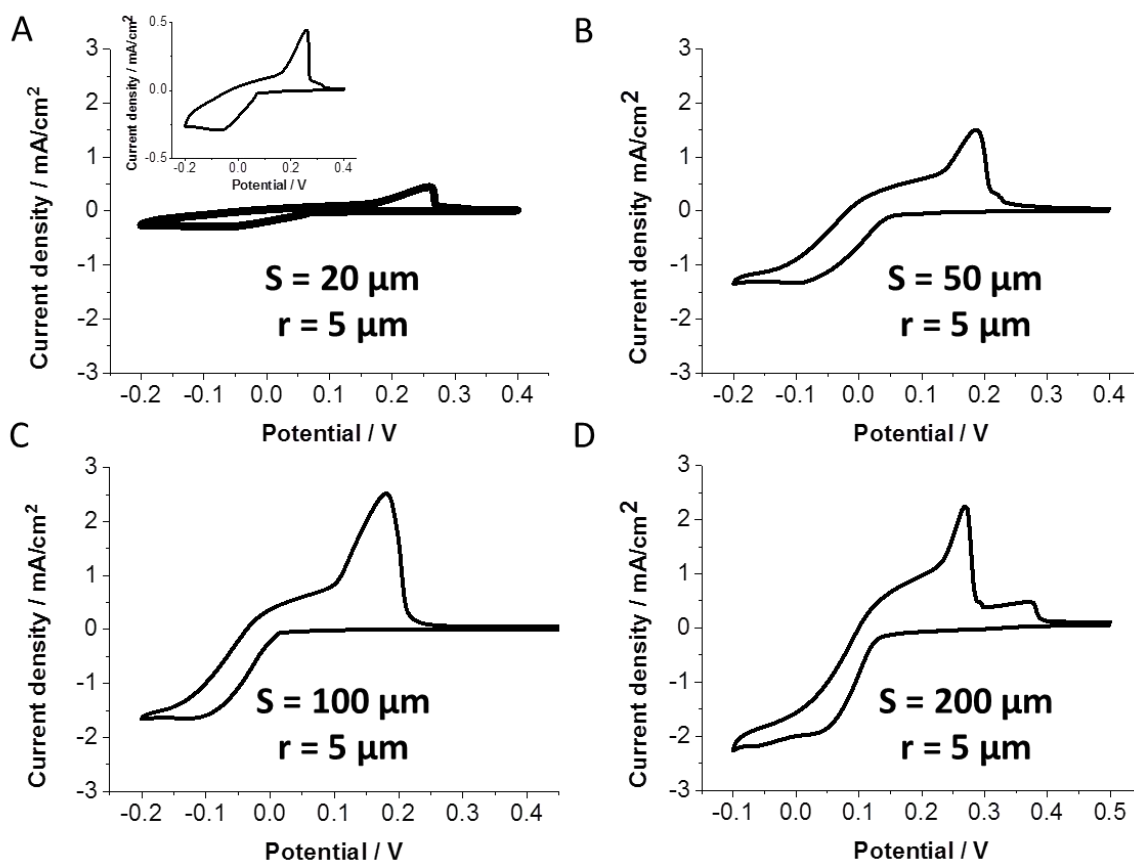 A
Current density / mA/cm2
3
2
1
0
-1
-2
-3
-0.2 -0.1 0.0 0.1 0.2 0.3 0.4
Potential / V
S = 20 µm
r = 5 µm
Current density / mA/cm2
0.5
0.0
-0.5
-0.2 0.0 0.2 0.4
Potential / V
B
Current density mA/cm2
3
2
1
0
-1
-2
-3
-0.2 -0.1 0.0 0.1 0.2 0.3 0.4
Potential / V
S = 50 µm
r = 5 µm
C
Current density / mA/cm2
3
2
1
0
-1
-2
-3
-0.2 -0.1 0.0 0.1 0.2 0.3 0.4
Potential / V
S = 100 µm
r = 5 µm
D
Current density / mA/cm2
3
2
1
0
-1
-2
-3
-0.1 0.0 0.1 0.2 0.3 0.4 0.5
Potential / V
S = 200 µm
r = 5 µm